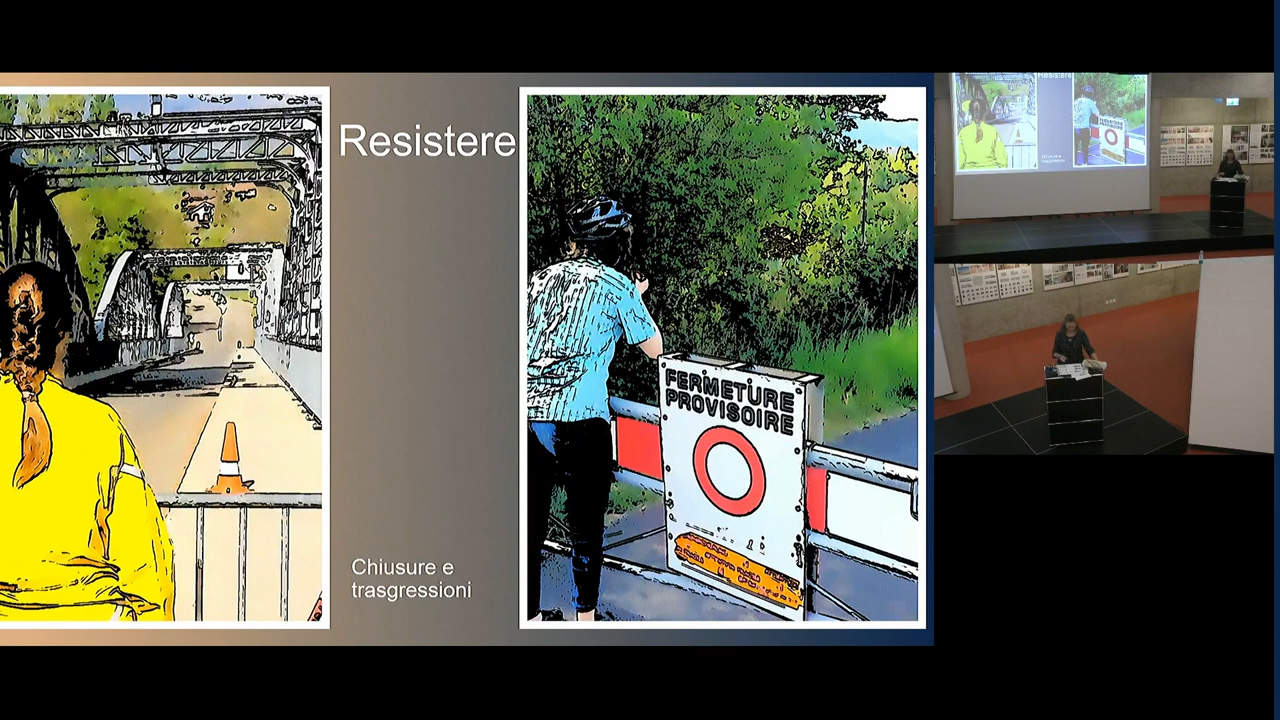 Resistere
Chiusure e
trasgressioni
FERMETURE
PROVISOIRE